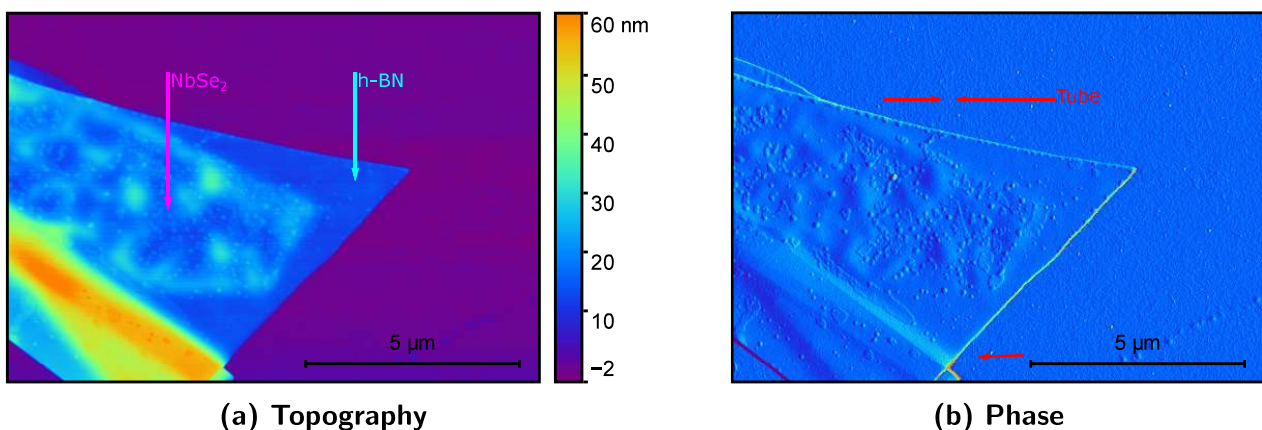 NbSe₂
h-BN
60 nm
50
40
30
20
10
−2
5 µm
(a) Topography
Tube
5 µm
(b) Phase